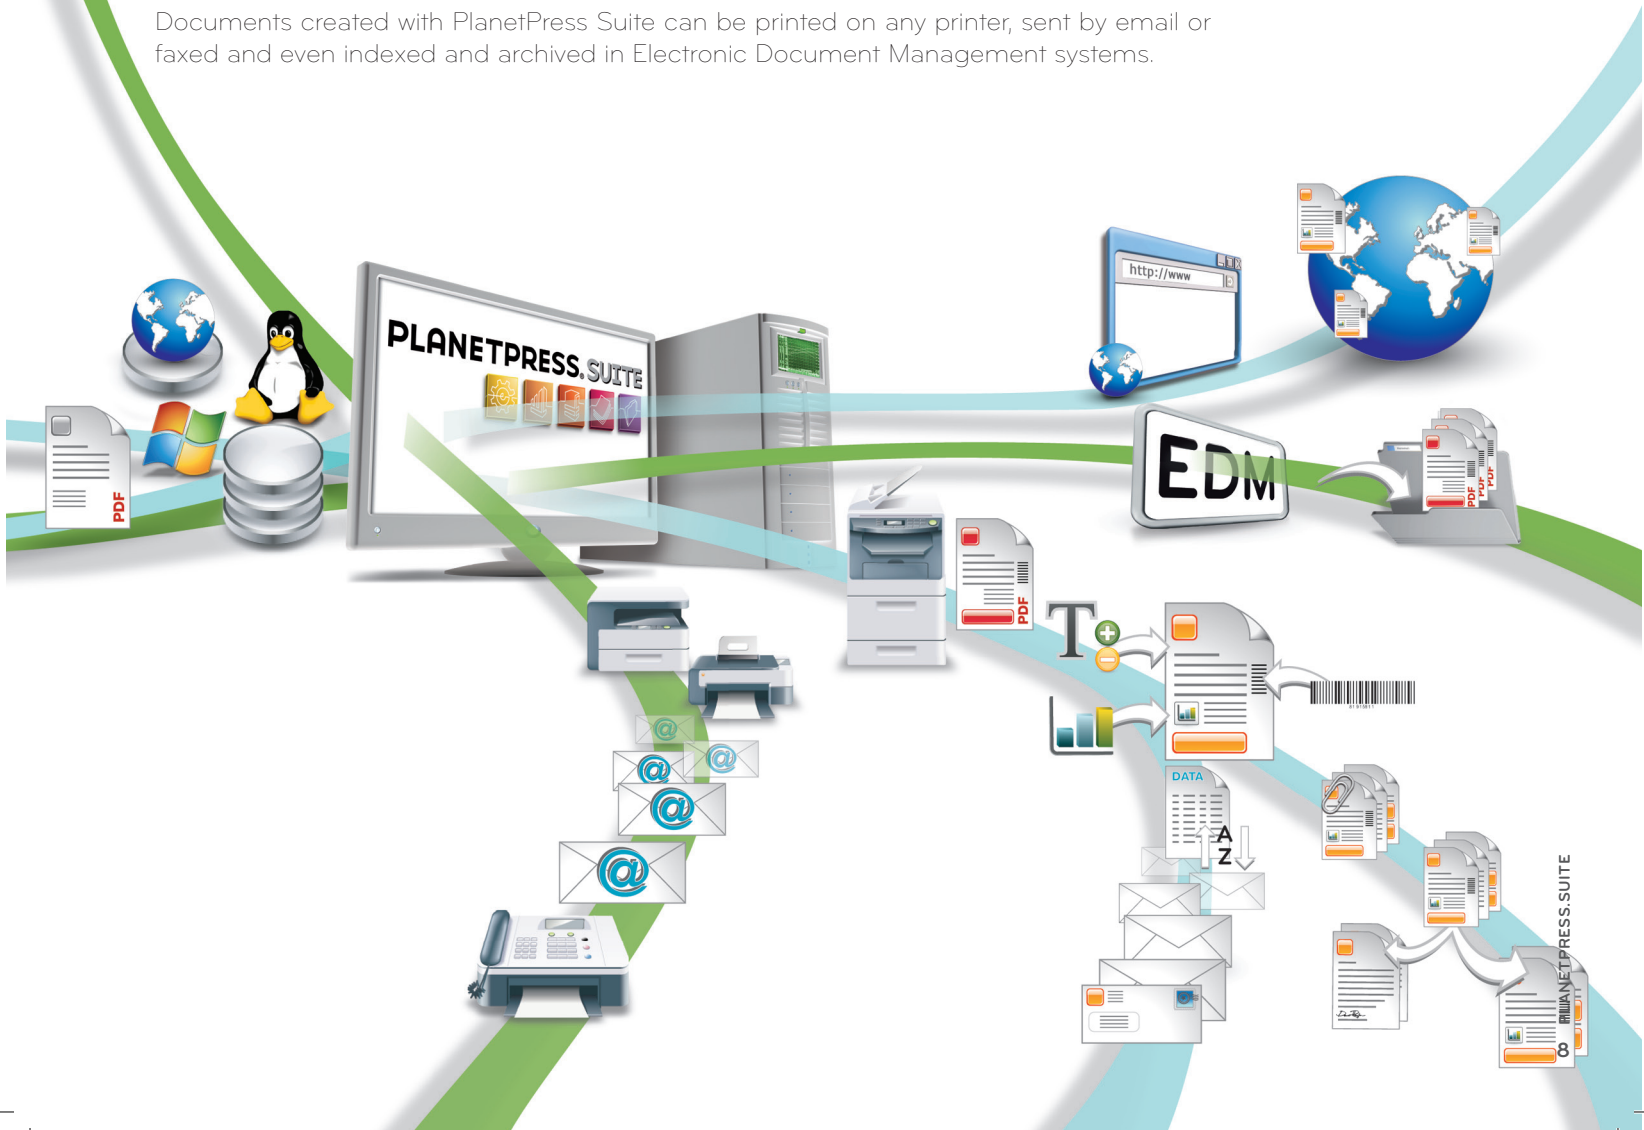 Documents created with PlanetPress Suite can be printed on any printer, sent by email or
faxed and even indexed and archived in Electronic Document Management systems.
http://www
PLANETPRESS.SUITE
EDM
PDF
PDF
PDF
PDF
PDF
T
DATA
A
Z
@
@
@
@
@
PLANETPRESS.SUITE
8